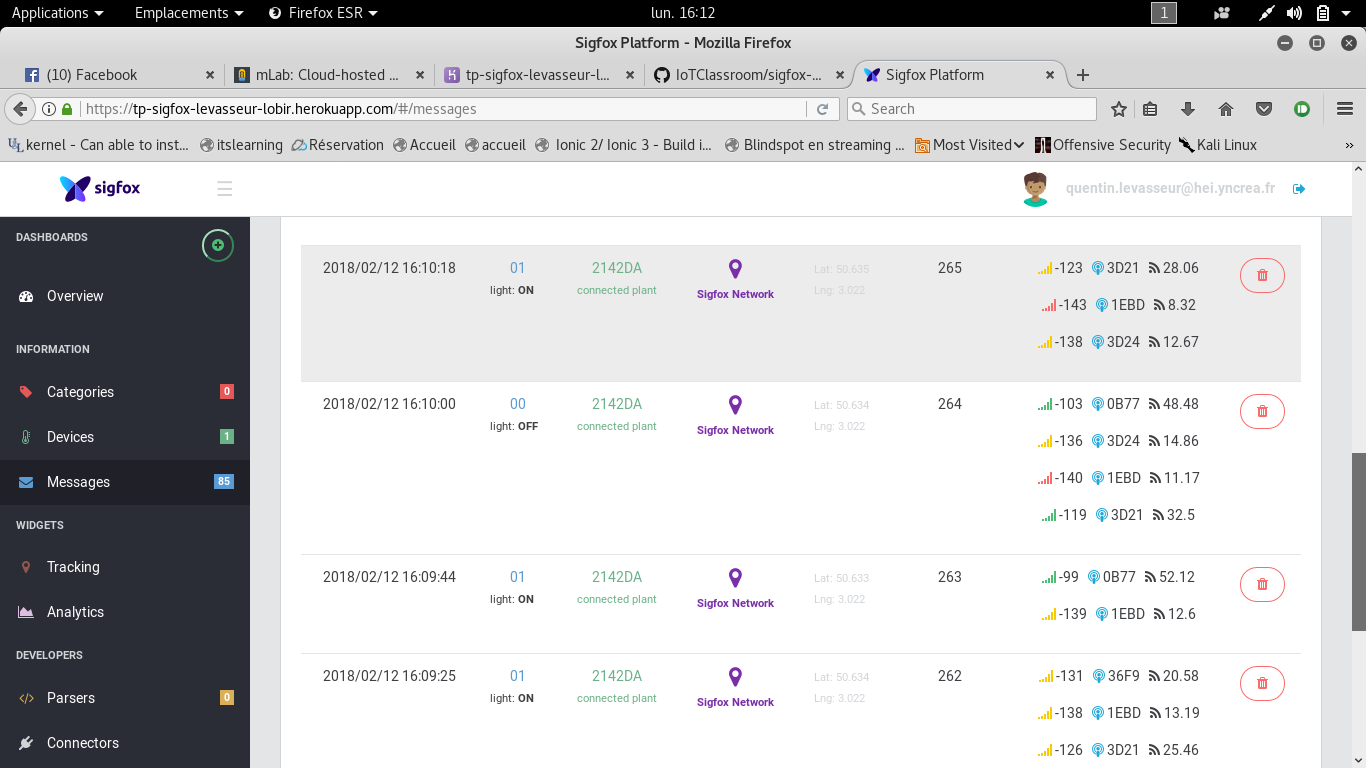 Applications Emplacements Firefox ESR lun. 16:12 1
Sigfox Platform - Mozilla Firefox
(10) Facebook mLab: Cloud-hosted ... tp-sigfox-levasseur-l... IoTClassroom/sigfox-... Sigfox Platform
https://tp-sigfox-levasseur-lobir.herokuapp.com/#/messages Search
kernel - Can able to inst... itslearning Réservation Accueil accueil Ionic 2/ Ionic 3 - Build i... Blindspot en streaming ... Most Visited Offensive Security Kali Linux »
sigfox quentin.levasseur@hei.yncrea.fr
DASHBOARDS
Overview
INFORMATION
Categories 0
Devices 1
Messages 85
WIDGETS
Tracking
Analytics
DEVELOPERS
Parsers 0
Connectors
2018/02/12 16:10:18 01 2142DA Lat: 50.635 265 -123 3D21 28.06
light: ON connected plant Sigfox Network Lng: 3.022
-143 1EBD 8.32
-138 3D24 12.67
2018/02/12 16:10:00 00 2142DA Lat: 50.634 264 -103 0B77 48.48
light: OFF connected plant Sigfox Network Lng: 3.022
-136 3D24 14.86
-140 1EBD 11.17
-119 3D21 32.5
2018/02/12 16:09:44 01 2142DA Lat: 50.633 263 -99 0B77 52.12
light: ON connected plant Sigfox Network Lng: 3.022
-139 1EBD 12.6
2018/02/12 16:09:25 01 2142DA Lat: 50.634 262 -131 36F9 20.58
light: ON connected plant Sigfox Network Lng: 3.022
-138 1EBD 13.19
-126 3D21 25.46